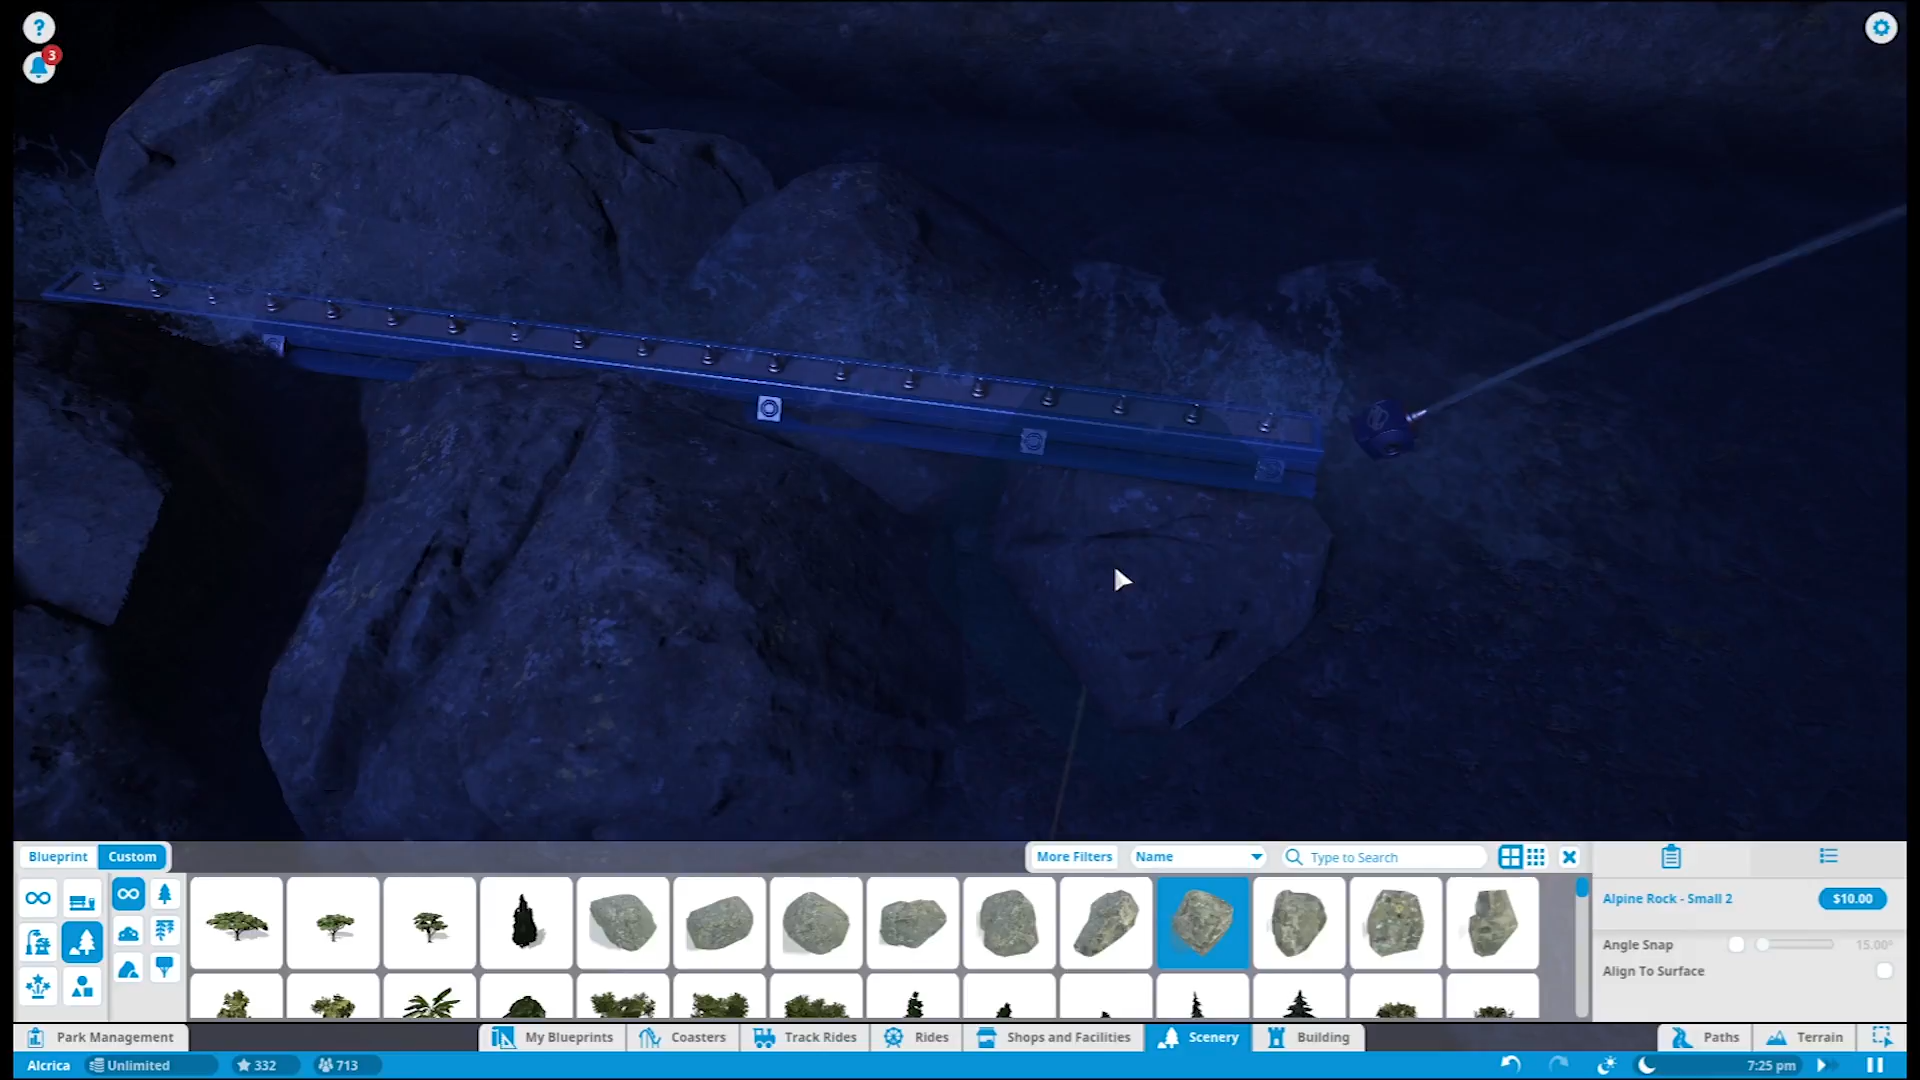 ?
3
Blueprint
Custom
More Filters
Name
Type to Search
Alpine Rock - Small 2
$10.00
Angle Snap
15.00°
Align To Surface
Park Management
My Blueprints
Coasters
Track Rides
Rides
Shops and Facilities
Scenery
Building
Paths
Terrain
Alcrica
Unlimited
332
713
7:25 pm